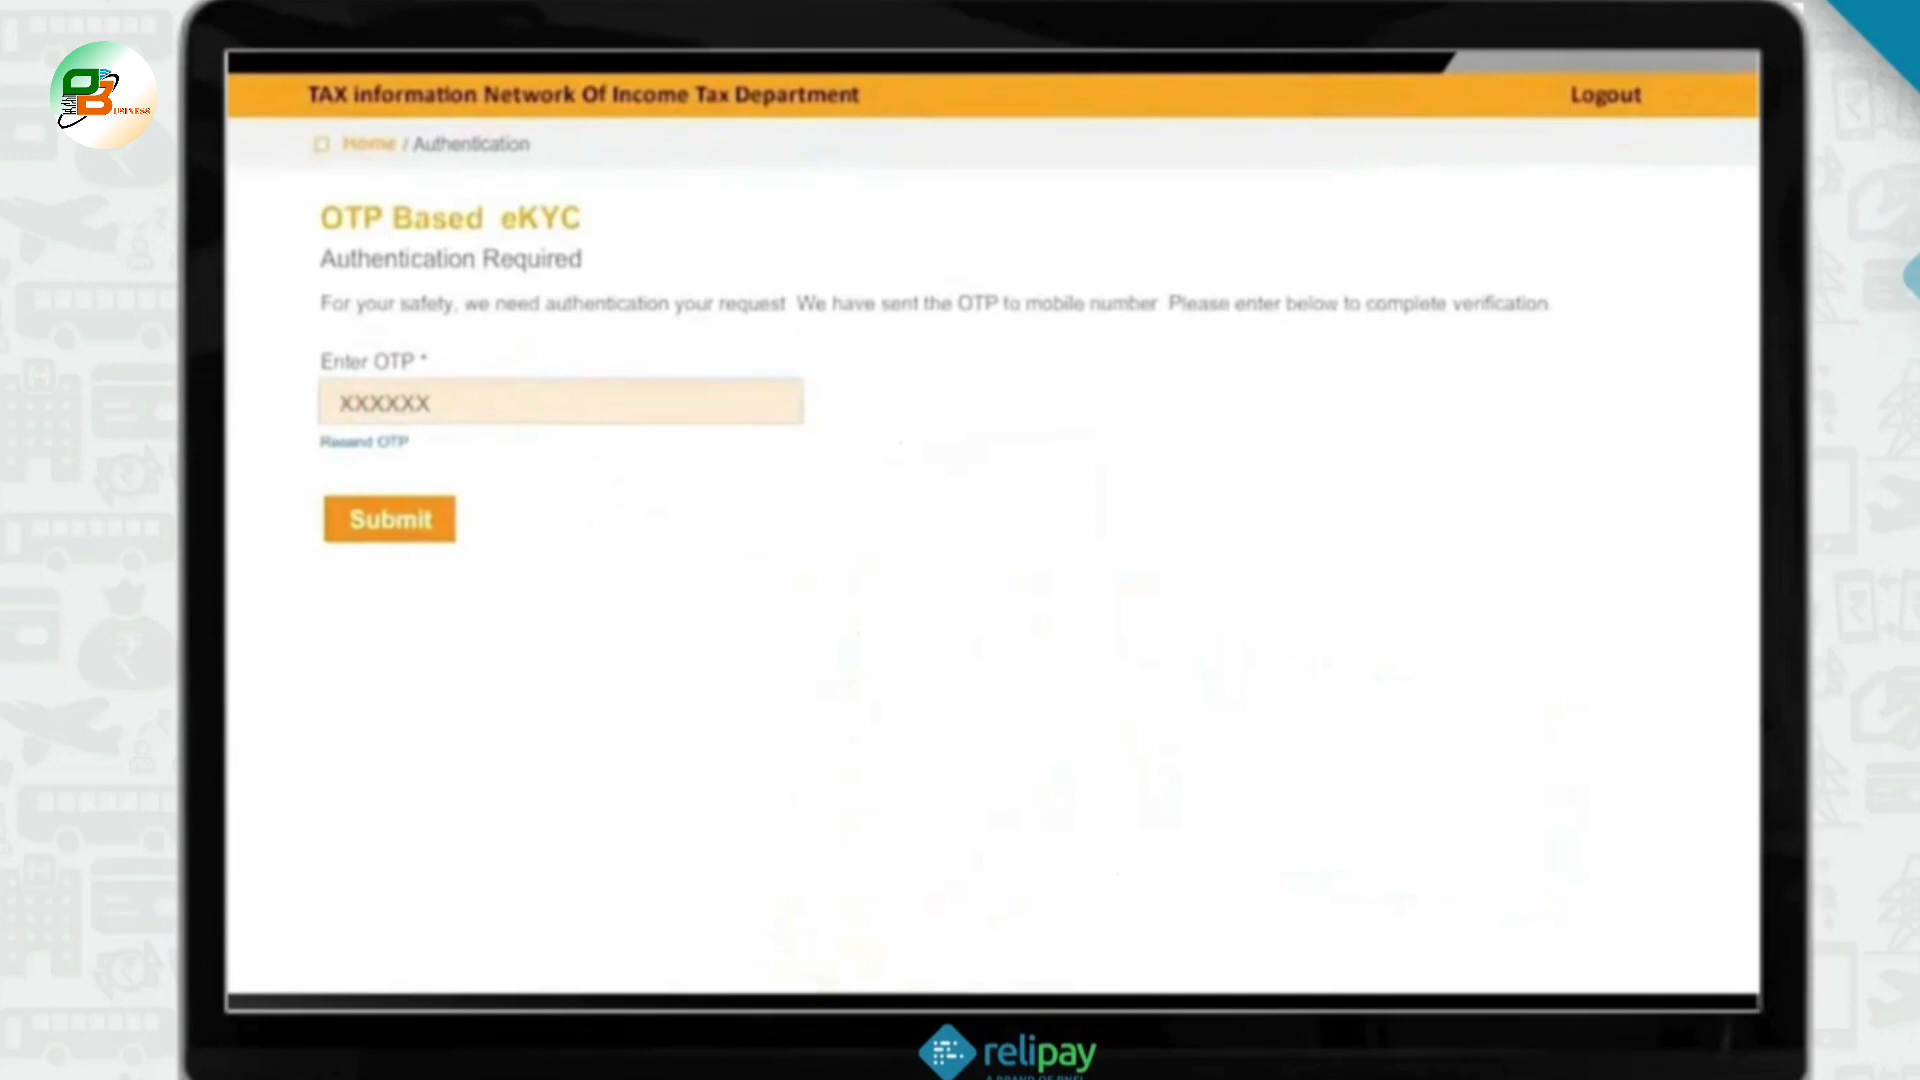 TAX information Network Of Income Tax Department
Logout
Home / Authentication
OTP Based eKYC
Authentication Required
For your safety, we need authentication your request We have sent the OTP to mobile number Please enter below to complete verification
Enter OTP *
XXXXXX
Resend OTP
Submit
relipay